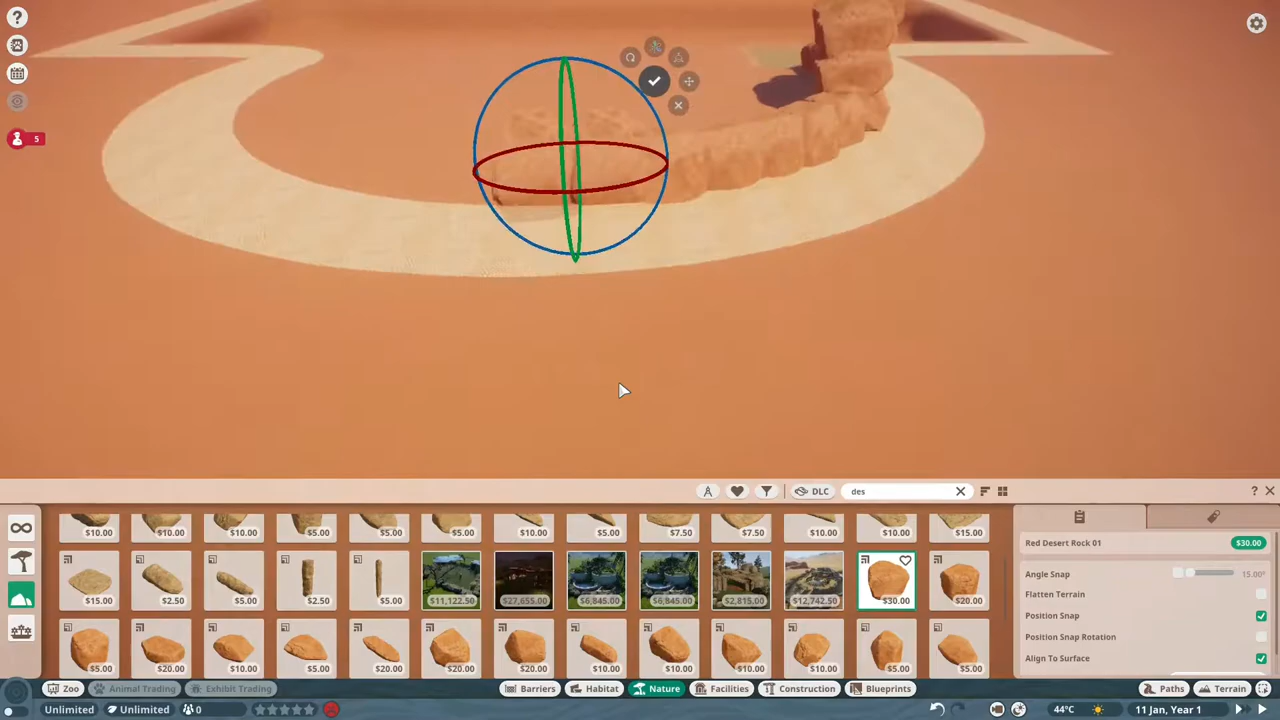 ?
5
DLC
des
?
$10.00 $10.00 $10.00 $5.00 $5.00 $5.00 $5.00 $5.00 $7.50 $7.50 $10.00 $10.00 $15.00
$15.00 $2.50 $5.00 $2.50 $5.00 $11,122.50 $27,655.00 $6,845.00 $6,845.00 $2,815.00 $12,742.50 $30.00 $20.00
$5.00 $20.00 $10.00 $5.00 $20.00 $20.00 $20.00 $10.00 $10.00 $10.00 $10.00 $5.00 $5.00
Red Desert Rock 01 $30.00
Angle Snap 15.00°
Flatten Terrain
Position Snap
Position Snap Rotation
Align To Surface
Zoo Animal Trading Exhibit Trading Barriers Habitat Nature Facilities Construction Blueprints Paths Terrain
Unlimited Unlimited 0 44°C 11 Jan, Year 1